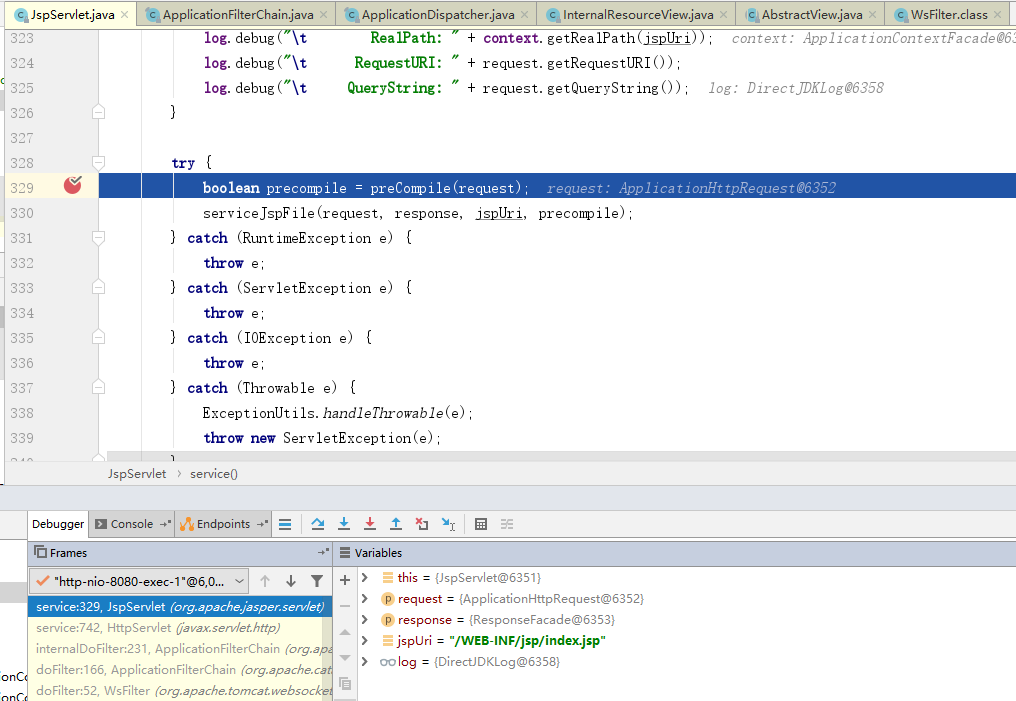 JspServlet.java × ApplicationFilterChain.java × ApplicationDispatcher.java × InternalResourceView.java × AbstractView.java × WsFilter.class ×
323 log.debug("\t RealPath: " + context.getRealPath(jspUri)); context: ApplicationContextFacade@63
324 log.debug("\t RequestURI: " + request.getRequestURI());
325 log.debug("\t QueryString: " + request.getQueryString()); log: DirectJDKLog@6358
326 }
327
328 try {
329 boolean precompile = preCompile(request); request: ApplicationHttpRequest@6352
330 serviceJspFile(request, response, jspUri, precompile);
331 } catch (RuntimeException e) {
332 throw e;
333 } catch (ServletException e) {
334 throw e;
335 } catch (IOException e) {
336 throw e;
337 } catch (Throwable e) {
338 ExceptionUtils.handleThrowable(e);
339 throw new ServletException(e);
340 }
JspServlet › service()
Debugger Console Endpoints
Frames
Variables
"http-nio-8080-exec-1"@6,0...
service:329, JspServlet (org.apache.jasper.servlet)
service:742, HttpServlet (javax.servlet.http)
internalDoFilter:231, ApplicationFilterChain (org.apa
doFilter:166, ApplicationFilterChain (org.apache.cat
doFilter:52, WsFilter (org.apache.tomcat.websocket
this = {JspServlet@6351}
request = {ApplicationHttpRequest@6352}
response = {ResponseFacade@6353}
jspUri = "/WEB-INF/jsp/index.jsp"
log = {DirectJDKLog@6358}
onCo
onCo